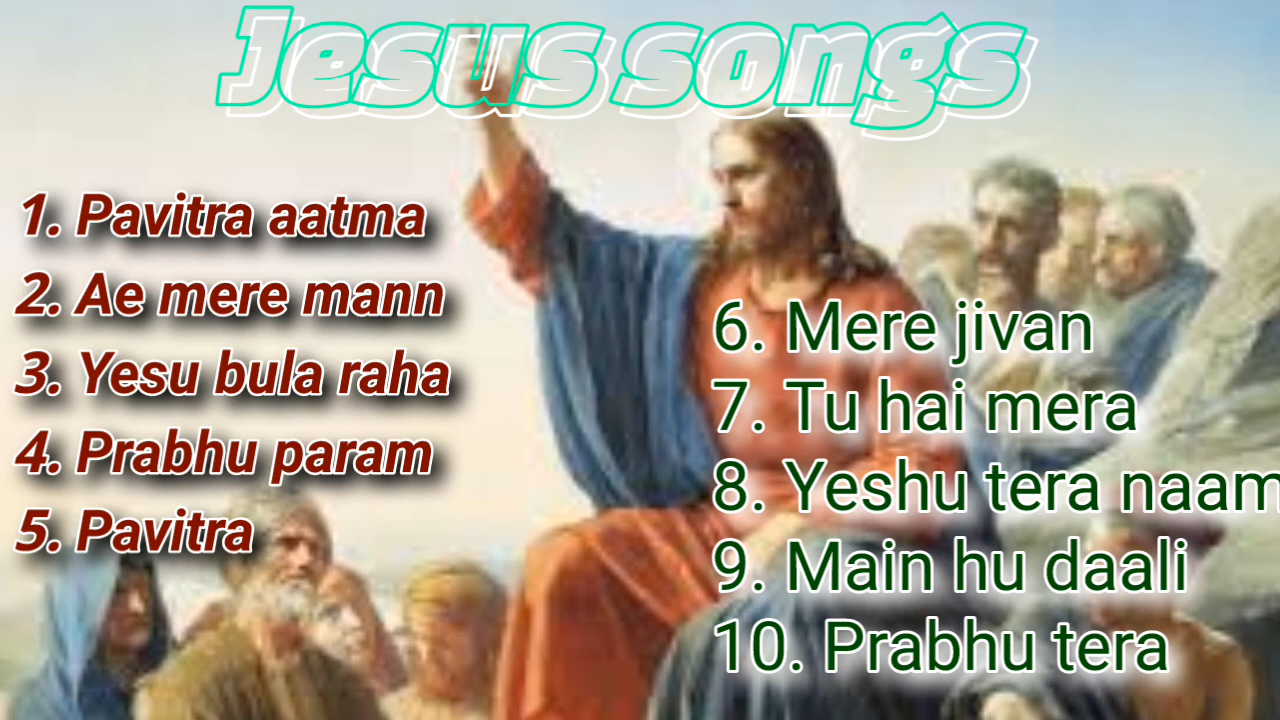 Jesus songs
1. Pavitra aatma
2. Ae mere mann
3. Yesu bula raha
4. Prabhu param
5. Pavitra
6. Mere jivan
7. Tu hai mera
8. Yeshu tera naam
9. Main hu daali
10. Prabhu tera